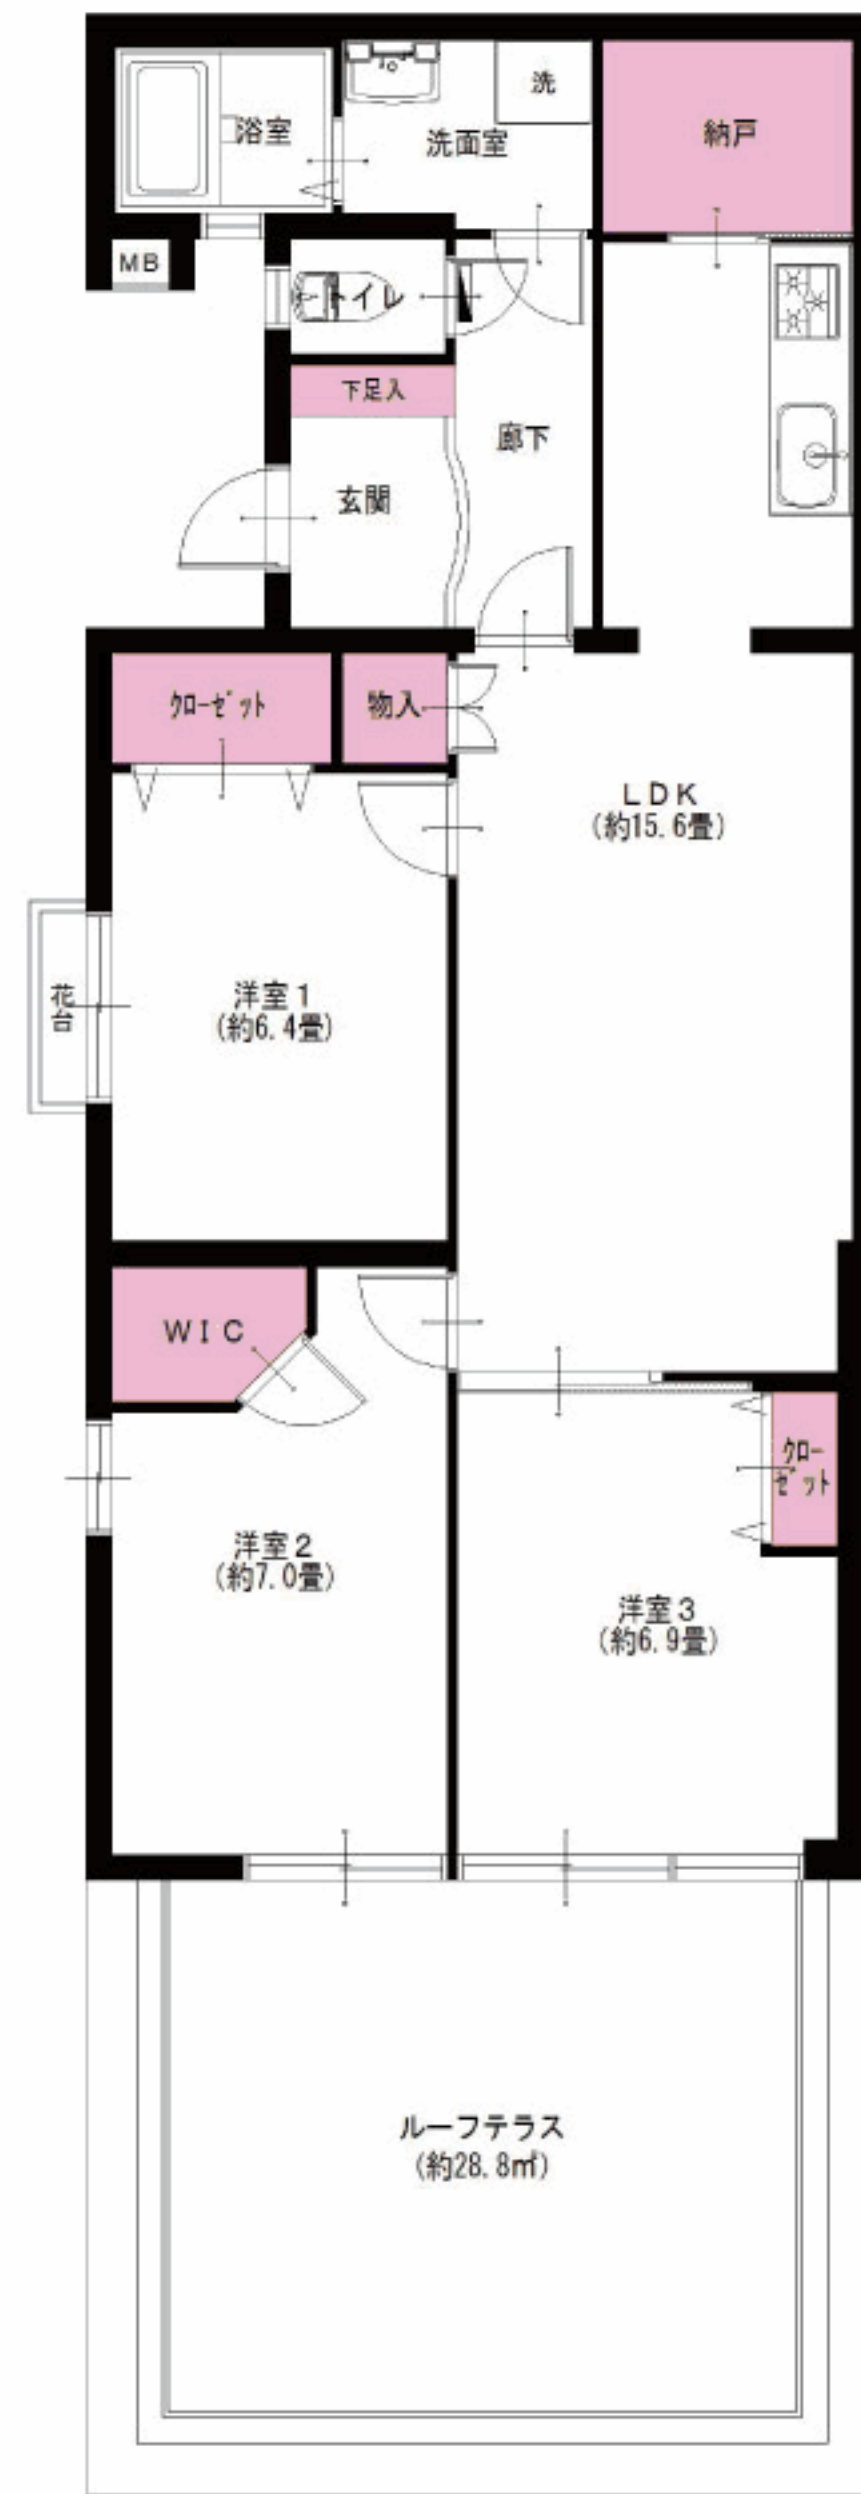 浴室
洗
洗面室
納戸
MB
トイレ
下足入
廊下
玄関
ｸﾛｰｾﾞｯﾄ
物入
LDK
(約15.6畳)
花台
洋室1
(約6.4畳)
WIC
ｸﾛｰ
ｾﾞｯﾄ
洋室2
(約7.0畳)
洋室3
(約6.9畳)
ルーフテラス
(約28.8㎡)